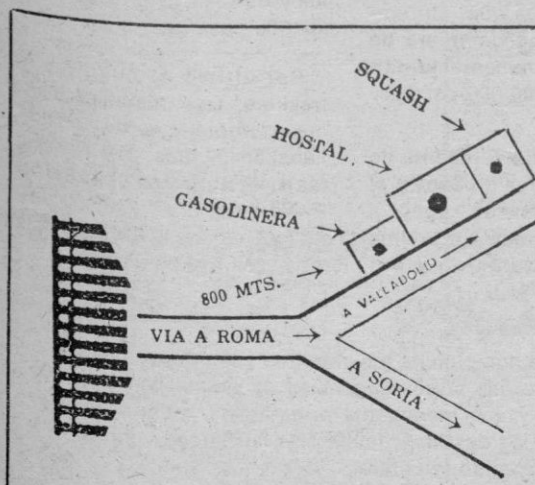 SQUASH →
HOSTAL. →
GASOLINERA →
800 MTS. →
A VALLADOLID →
VIA A ROMA →
A SORIA →